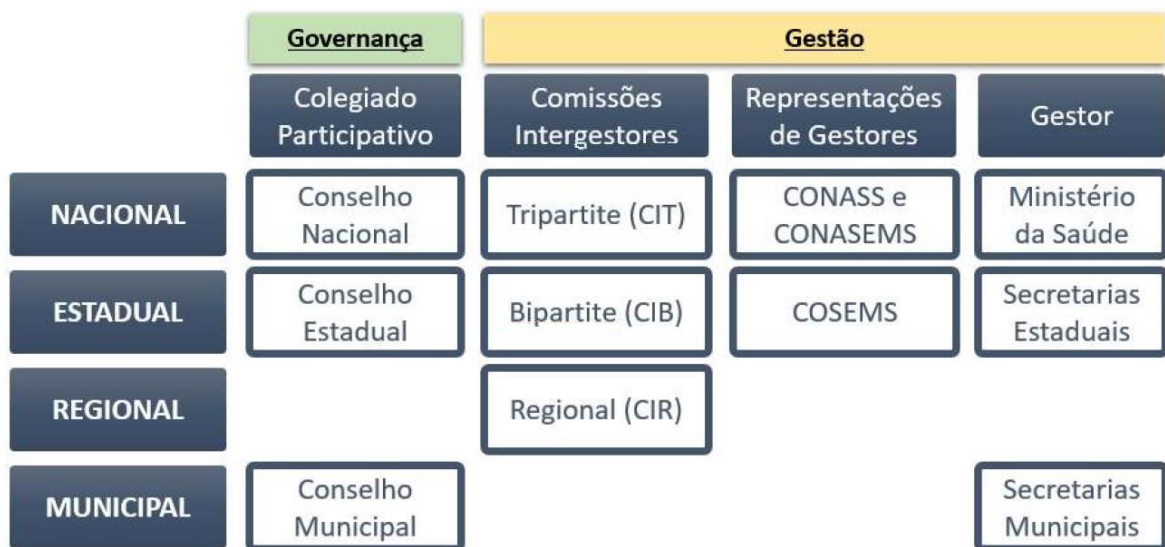 Governança
Gestão
Colegiado
Participativo
Comissões
Intergestores
Representações
de Gestores
Gestor
NACIONAL
Conselho
Nacional
Tripartite (CIT)
CONASS e
CONASEMS
Ministério
da Saúde
ESTADUAL
Conselho
Estadual
Bipartite (CIB)
COSEMS
Secretarias
Estaduais
REGIONAL
Regional (CIR)
MUNICIPAL
Conselho
Municipal
Secretarias
Municipais